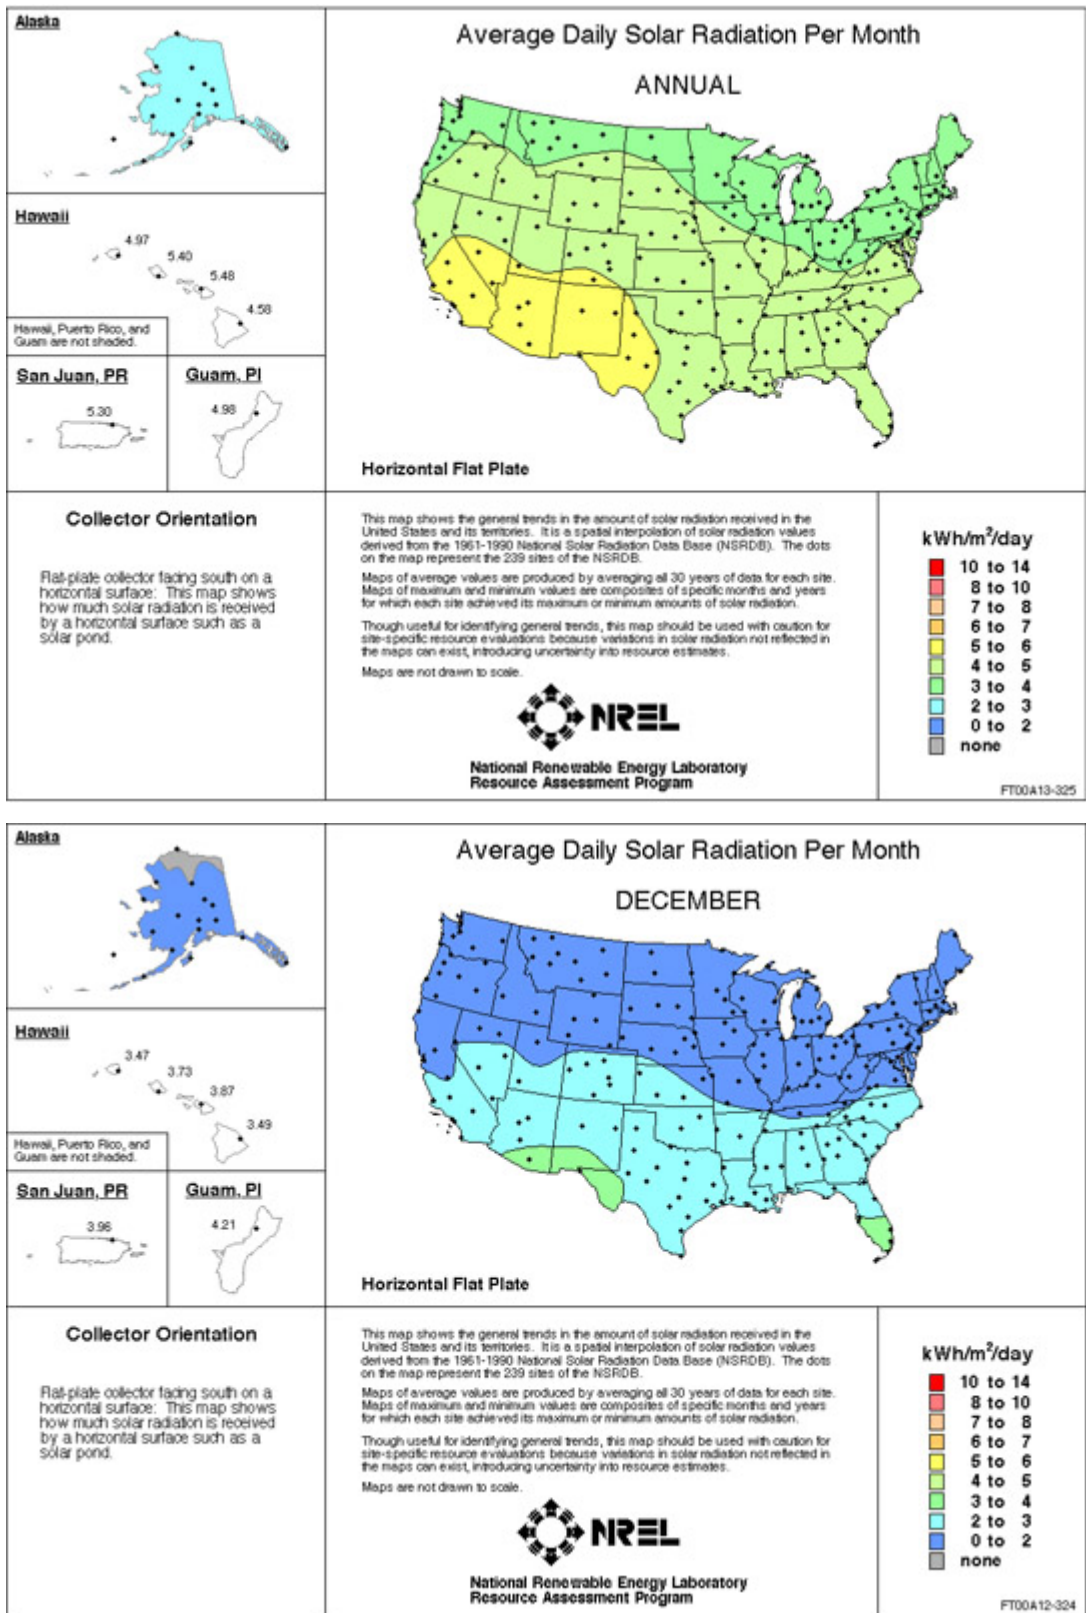 Alaska
Average Daily Solar Radiation Per Month
ANNUAL
Hawaii
4.97
5.40
5.48
4.58
Hawaii, Puerto Rico, and
Guam are not shaded.
San Juan, PR
5.30
Guam, PI
4.98
Horizontal Flat Plate
Collector Orientation
Flat-plate collector facing south on a
horizontal surface: This map shows
how much solar radiation is received
by a horizontal surface such as a
solar pond.
This map shows the general trends in the amount of solar radiation received in the
United States and its territories. It is a spatial interpolation of solar radiation values
derived from the 1961-1990 National Solar Radiation Data Base (NSRDB). The dots
on the map represent the 239 sites of the NSRDB.
Maps of average values are produced by averaging all 30 years of data for each site.
Maps of maximum and minimum values are composites of specific months and years
for which each site achieved its maximum or minimum amounts of solar radiation.
Though useful for identifying general trends, this map should be used with caution for
site-specific resource evaluations because variations in solar radiation not reflected in
the maps can exist, introducing uncertainty into resource estimates.
Maps are not drawn to scale.
NREL
National Renewable Energy Laboratory
Resource Assessment Program
kWh/m²/day
10 to 14
8 to 10
7 to 8
6 to 7
5 to 6
4 to 5
3 to 4
2 to 3
0 to 2
none
FT00A13-325
Alaska
Average Daily Solar Radiation Per Month
DECEMBER
Hawaii
3.47
3.73
3.87
3.49
Hawaii, Puerto Rico, and
Guam are not shaded.
San Juan, PR
3.96
Guam, PI
4.21
Horizontal Flat Plate
Collector Orientation
Flat-plate collector facing south on a
horizontal surface: This map shows
how much solar radiation is received
by a horizontal surface such as a
solar pond.
This map shows the general trends in the amount of solar radiation received in the
United States and its territories. It is a spatial interpolation of solar radiation values
derived from the 1961-1990 National Solar Radiation Data Base (NSRDB). The dots
on the map represent the 239 sites of the NSRDB.
Maps of average values are produced by averaging all 30 years of data for each site.
Maps of maximum and minimum values are composites of specific months and years
for which each site achieved its maximum or minimum amounts of solar radiation.
Though useful for identifying general trends, this map should be used with caution for
site-specific resource evaluations because variations in solar radiation not reflected in
the maps can exist, introducing uncertainty into resource estimates.
Maps are not drawn to scale.
NREL
National Renewable Energy Laboratory
Resource Assessment Program
kWh/m²/day
10 to 14
8 to 10
7 to 8
6 to 7
5 to 6
4 to 5
3 to 4
2 to 3
0 to 2
none
FT00A12-324